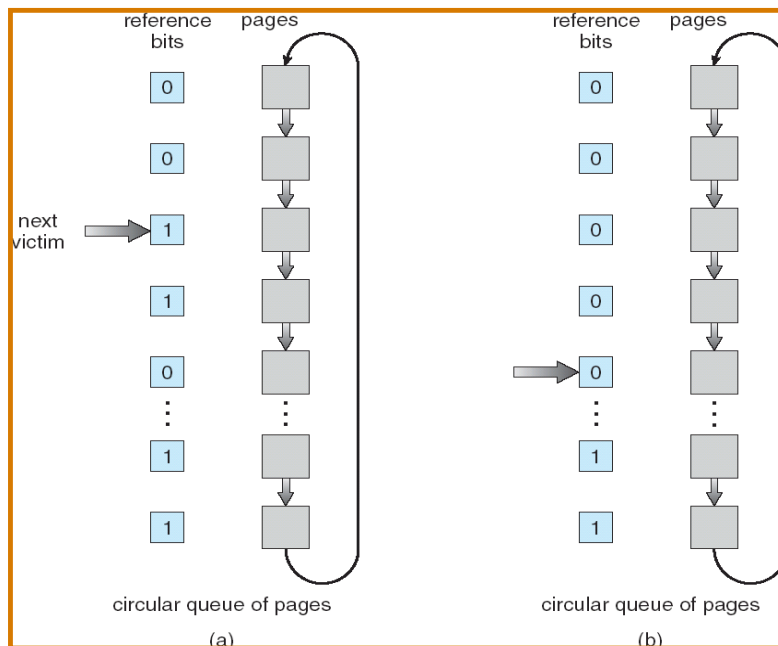 reference bits
pages
0
0
next victim
1
1
0
1
1
circular queue of pages
(a)
reference bits
pages
0
0
0
0
0
1
1
circular queue of pages
(b)